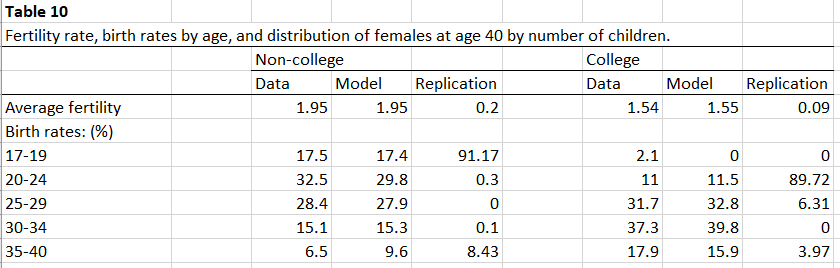 Table 10
Fertility rate, birth rates by age, and distribution of females at age 40 by number of children.
Non-college College
Data Model Replication Data Model Replication
Average fertility 1.95 1.95 0.2 1.54 1.55 0.09
Birth rates: (%)
17-19 17.5 17.4 91.17 2.1 0 0
20-24 32.5 29.8 0.3 11 11.5 89.72
25-29 28.4 27.9 0 31.7 32.8 6.31
30-34 15.1 15.3 0.1 37.3 39.8 0
35-40 6.5 9.6 8.43 17.9 15.9 3.97